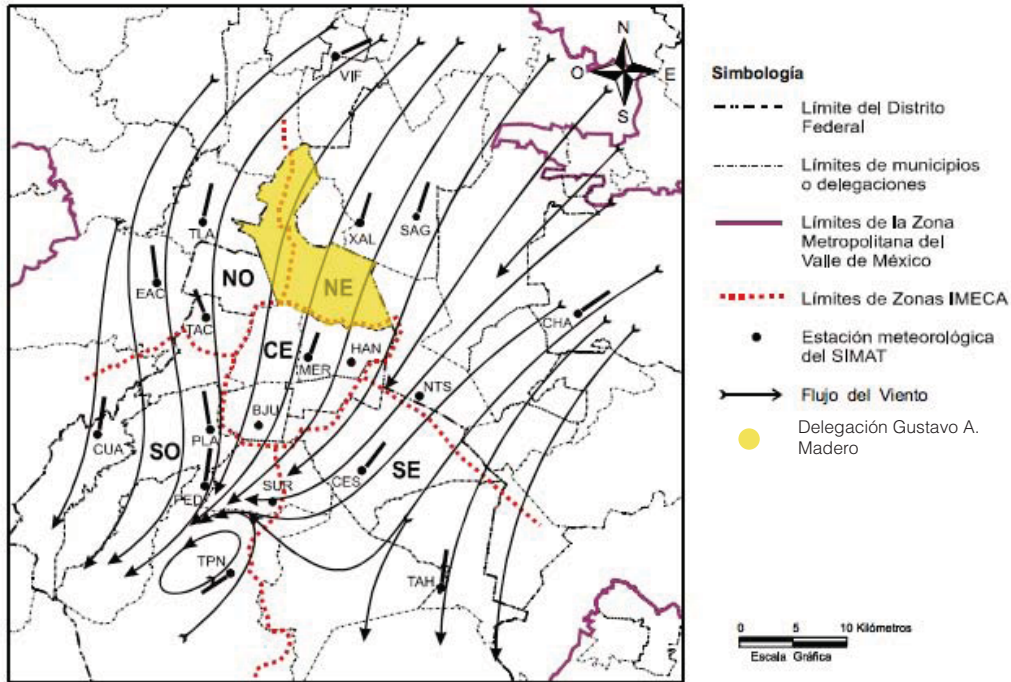 N
O
E
S
VIF
TLA
XAL
SAG
EAC
NO
NE
TAC
CHA
CE
MER
HAN
NTS
BJU
CUA
SO
PLA
SE
PED
SUR
CES
TPN
TAH
Simbología
Límite del Distrito
Federal
Límites de municipios
o delegaciones
Límites de la Zona
Metropolitana del
Valle de México
Límites de Zonas IMECA
Estación meteorológica
del SIMAT
Flujo del Viento
Delegación Gustavo A.
Madero
0 5 10 Kilómetros
Escala Gráfica